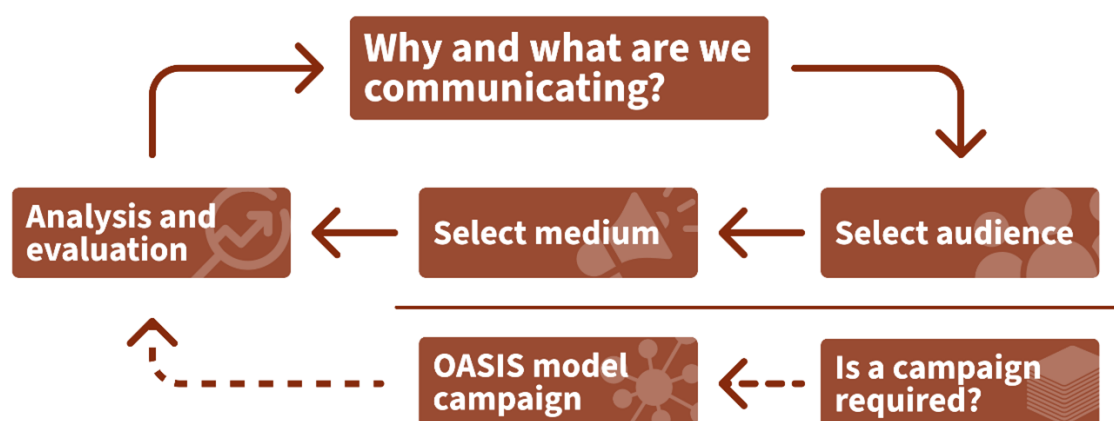 Why and what are we
communicating?
Analysis and
evaluation
Select medium
Select audience
OASIS model
campaign
Is a campaign
required?